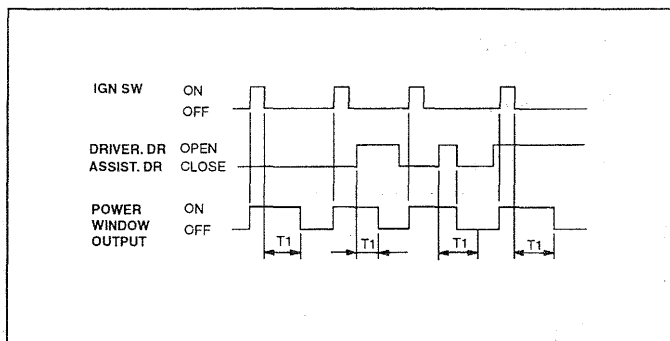 IGN SW ON
OFF
DRIVER. DR OPEN
ASSIST. DR CLOSE
POWER ON
WINDOW OFF
OUTPUT
T1 T1 T1 T1